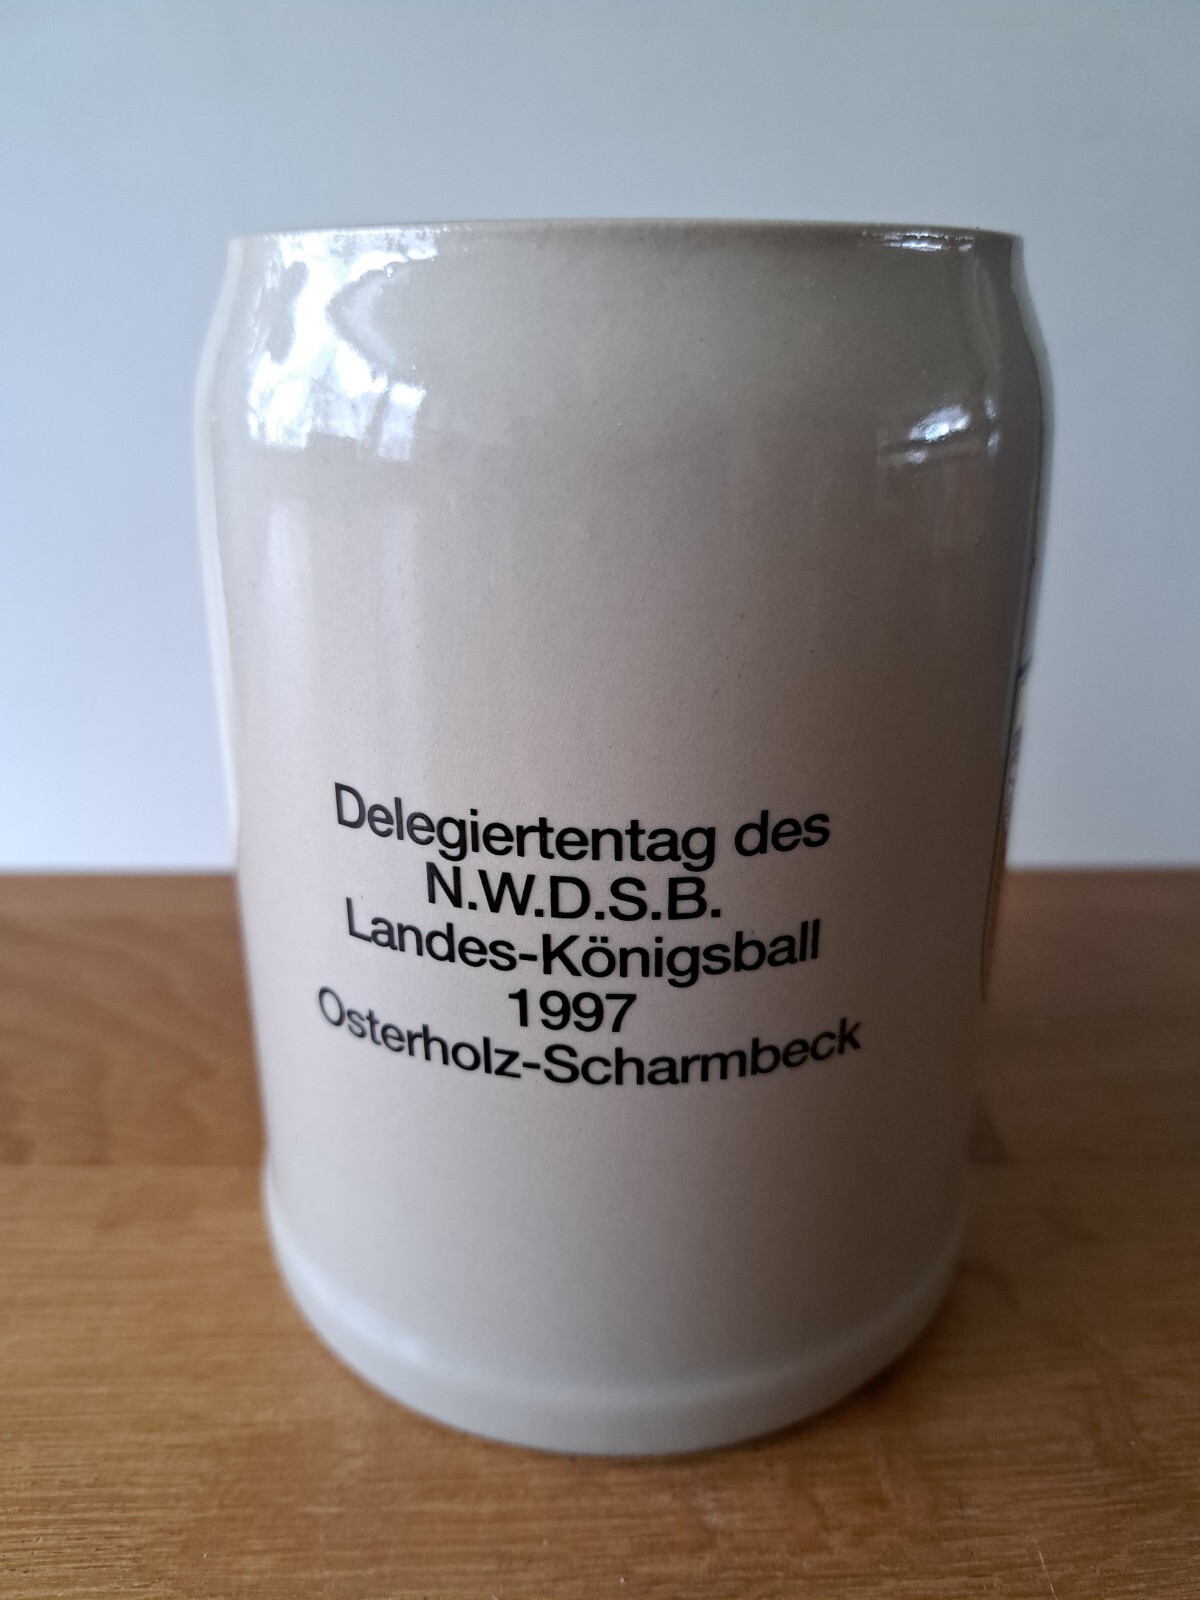 Delegiertentag des
N.W.D.S.B.
Landes-Königsball
1997
Osterholz-Scharmbeck